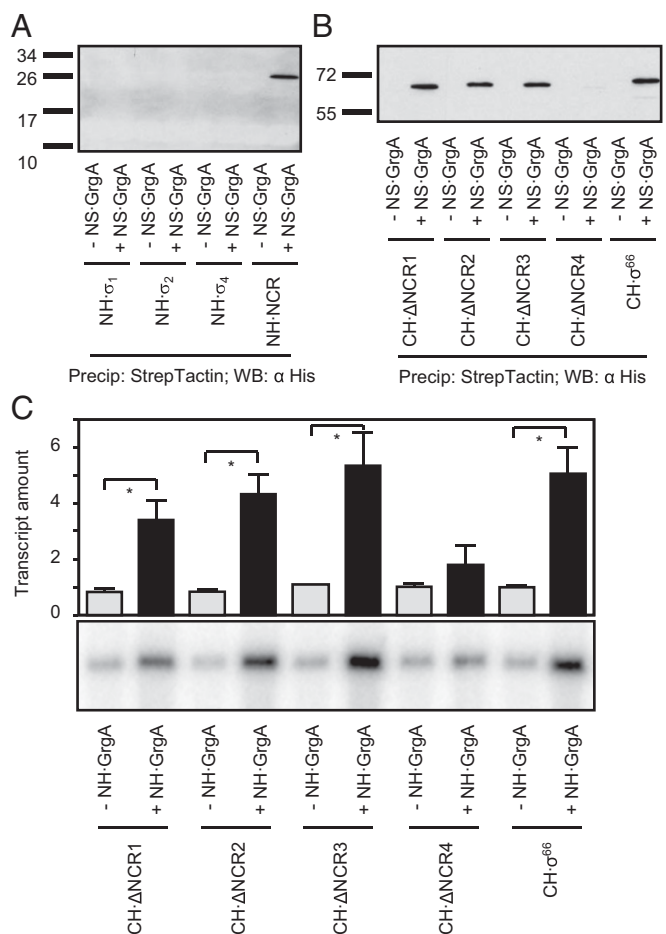 A
34
26
17
10
- NS·GrgA
+ NS·GrgA
- NS·GrgA
+ NS·GrgA
- NS·GrgA
+ NS·GrgA
- NS·GrgA
+ NS·GrgA
NH·σ1
NH·σ2
NH·σ4
NH·NCR
Precip: StrepTactin; WB: α His
B
72
55
- NS·GrgA
+ NS·GrgA
- NS·GrgA
+ NS·GrgA
- NS·GrgA
+ NS·GrgA
- NS·GrgA
+ NS·GrgA
- NS·GrgA
+ NS·GrgA
CH·ΔNCR1
CH·ΔNCR2
CH·ΔNCR3
CH·ΔNCR4
CH·σ66
Precip: StrepTactin; WB: α His
C
Transcript amount
6
4
2
0
*
*
*
*
- NH·GrgA
+ NH·GrgA
- NH·GrgA
+ NH·GrgA
- NH·GrgA
+ NH·GrgA
- NH·GrgA
+ NH·GrgA
- NH·GrgA
+ NH·GrgA
CH·ΔNCR1
CH·ΔNCR2
CH·ΔNCR3
CH·ΔNCR4
CH·σ66